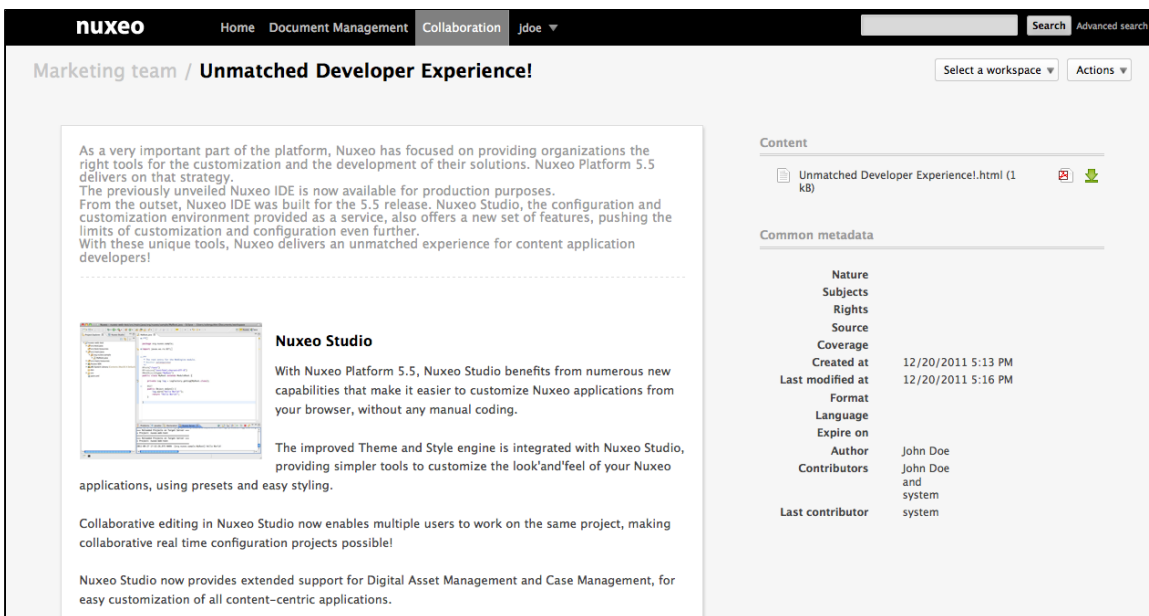 nuxeo Home Document Management Collaboration Jdoe Search Advanced search
Marketing team / Unmatched Developer Experience! Select a workspace Actions
As a very important part of the platform, Nuxeo has focused on providing organizations the
right tools for the customization and the development of their solutions. Nuxeo Platform 5.5
delivers on that strategy.
The previously unveiled Nuxeo IDE is now available for production purposes.
From the outset, Nuxeo IDE was built for the 5.5 release. Nuxeo Studio, the configuration and
customization environment provided as a service, also offers a new set of features, pushing the
limits of customization and configuration even further.
With these unique tools, Nuxeo delivers an unmatched experience for content application
developers!
Nuxeo Studio
With Nuxeo Platform 5.5, Nuxeo Studio benefits from numerous new
capabilities that make it easier to customize Nuxeo applications from
your browser, without any manual coding.
The improved Theme and Style engine is integrated with Nuxeo Studio,
providing simpler tools to customize the look'and'feel of your Nuxeo
applications, using presets and easy styling.
Collaborative editing in Nuxeo Studio now enables multiple users to work on the same project, making
collaborative real time configuration projects possible!
Nuxeo Studio now provides extended support for Digital Asset Management and Case Management, for
easy customization of all content-centric applications.
Content
Unmatched Developer Experience!.html (1
kB)
Common metadata
Nature
Subjects
Rights
Source
Coverage
Created at 12/20/2011 5:13 PM
Last modified at 12/20/2011 5:16 PM
Format
Language
Expire on
Author John Doe
Contributors John Doe
and
system
Last contributor system